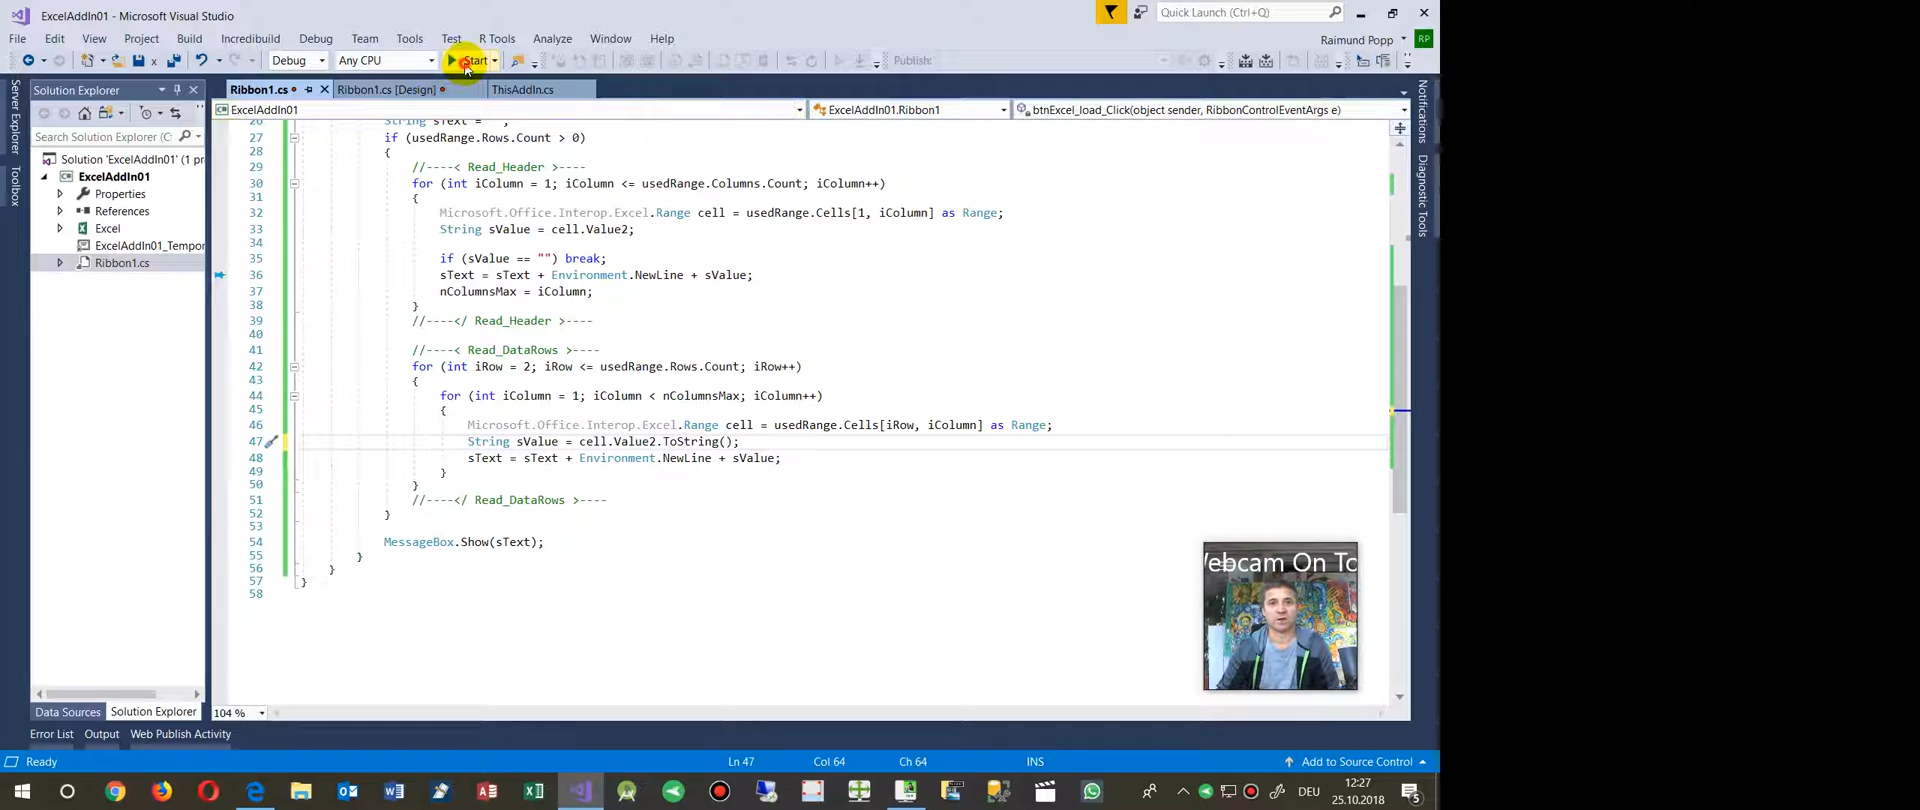 ExcelAddIn01 - Microsoft Visual Studio
Quick Launch (Ctrl+Q)
File Edit View Project Build Incredibuild Debug Team Tools Test R Tools Analyze Window Help
Raimund Popp RP
Debug Any CPU Start Publish:
Server Explorer
Toolbox
Solution Explorer
Search Solution Explorer (C
Solution 'ExcelAddIn01' (1 pr
ExcelAddIn01
Properties
References
Excel
ExcelAddIn01_Tempor
Ribbon1.cs
Data Sources Solution Explorer
Ribbon1.cs Ribbon1.cs [Design] ThisAddIn.cs
ExcelAddIn01 ExcelAddIn01.Ribbon1 btnExcel_load_Click(object sender, RibbonControlEventArgs e)
26 String sText = ;
27 if (usedRange.Rows.Count > 0)
28 {
29 //----< Read_Header >----
30 for (int iColumn = 1; iColumn <= usedRange.Columns.Count; iColumn++)
31 {
32 Microsoft.Office.Interop.Excel.Range cell = usedRange.Cells[1, iColumn] as Range;
33 String sValue = cell.Value2;
34
35 if (sValue == "") break;
36 sText = sText + Environment.NewLine + sValue;
37 nColumnsMax = iColumn;
38 }
39 //----</ Read_Header >----
40
41 //----< Read_DataRows >----
42 for (int iRow = 2; iRow <= usedRange.Rows.Count; iRow++)
43 {
44 for (int iColumn = 1; iColumn < nColumnsMax; iColumn++)
45 {
46 Microsoft.Office.Interop.Excel.Range cell = usedRange.Cells[iRow, iColumn] as Range;
47 String sValue = cell.Value2.ToString();
48 sText = sText + Environment.NewLine + sValue;
49 }
50 }
51 //----</ Read_DataRows >----
52 }
53
54 MessageBox.Show(sText);
55 }
56 }
57 }
58
104 %
Notifications
Diagnostic Tools
Webcam On To
Error List Output Web Publish Activity
Ready Ln 47 Col 64 Ch 64 INS Add to Source Control
DEU 12:27
25.10.2018 5